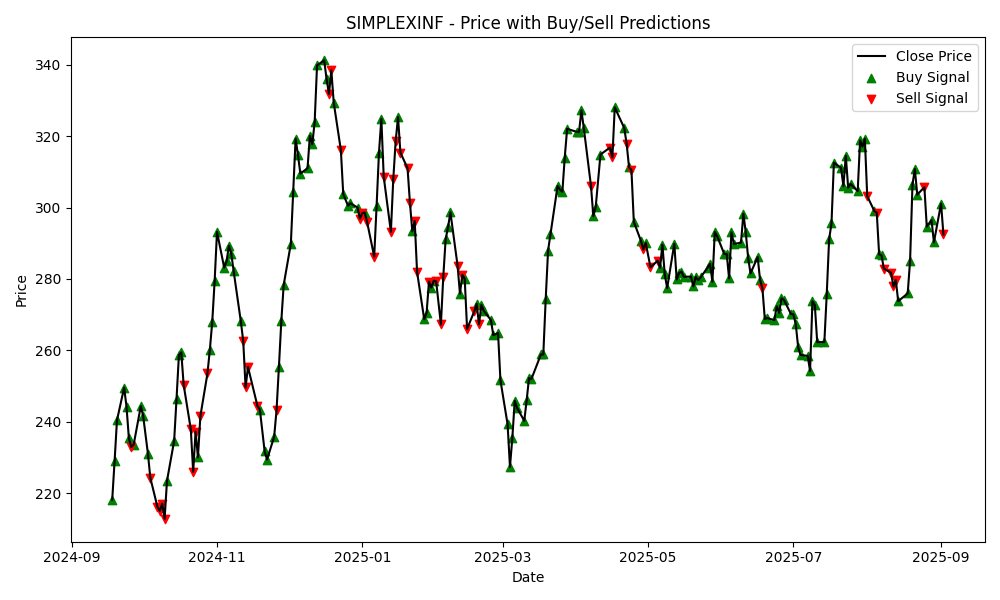 SIMPLEXINF - Price with Buy/Sell Predictions
Close Price
Buy Signal
Sell Signal
Price
340
320
300
280
260
240
220
2024-09 2024-11 2025-01 2025-03 2025-05 2025-07 2025-09
Date